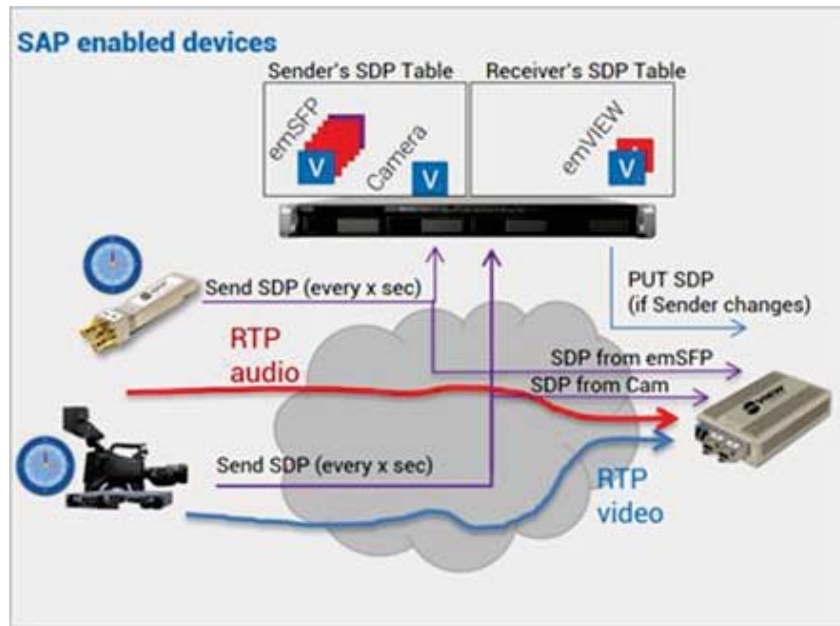 SAP enabled devices
Sender's SDP Table
Receiver's SDP Table
emSFP
V
Camera
V
emVIEW
V
Send SDP (every x sec)
PUT SDP
(if Sender changes)
RTP
audio
SDP from emSFP
SDP from Cam
Send SDP (every x sec)
RTP
video